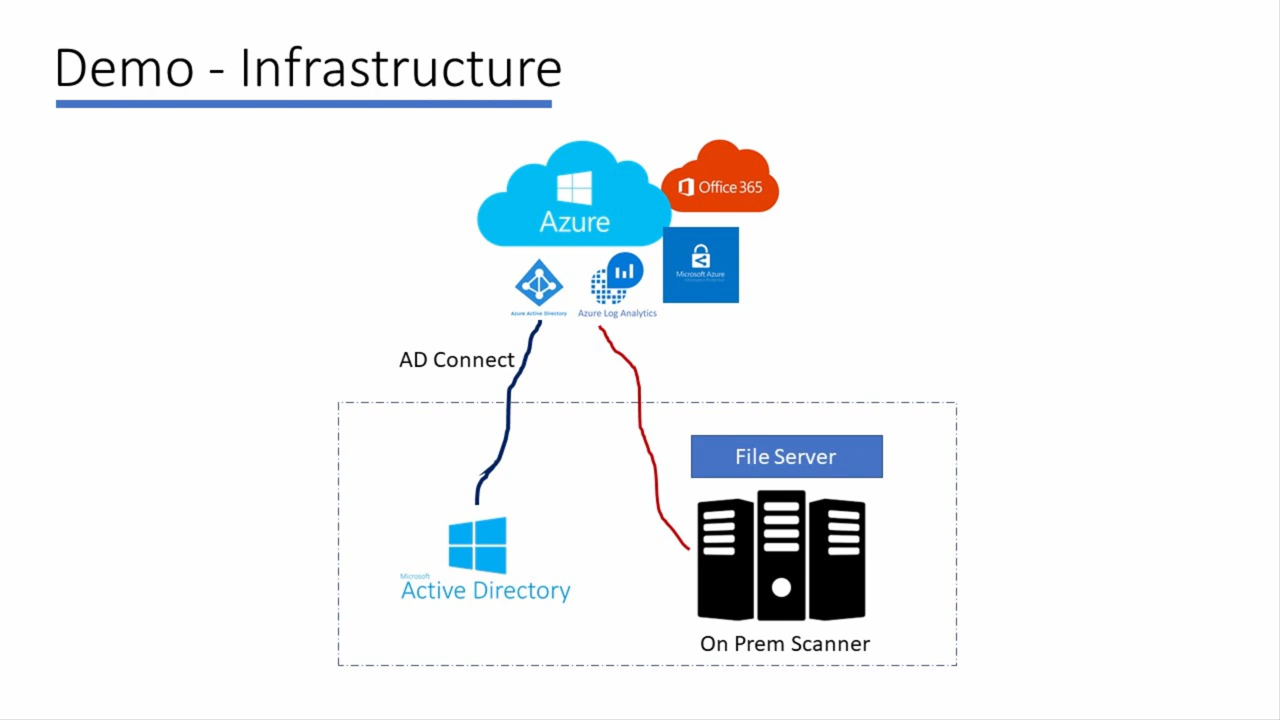 Demo - Infrastructure
Office 365
Azure
Microsoft Azure
Azure Active Directory
Azure Log Analytics
AD Connect
File Server
Microsoft
Active Directory
On Prem Scanner